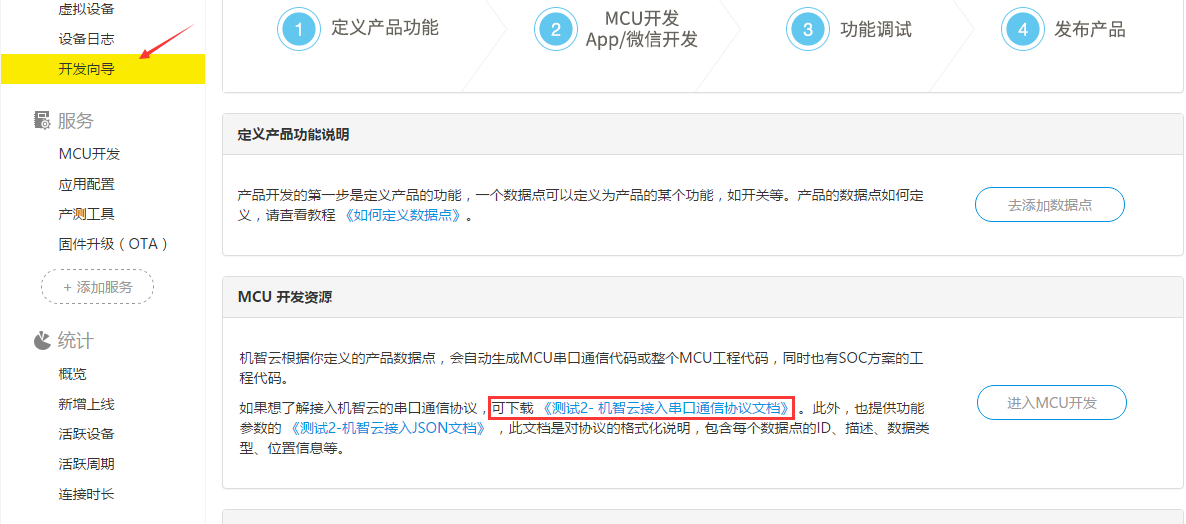 虚拟设备
设备日志
开发向导
服务
MCU开发
应用配置
产测工具
固件升级（OTA）
+ 添加服务
统计
概览
新增上线
活跃设备
活跃周期
连接时长
1 定义产品功能
2 MCU开发
App/微信开发
3 功能调试
4 发布产品
定义产品功能说明
产品开发的第一步是定义产品的功能，一个数据点可以定义为产品的某个功能，如开关等。产品的数据点如何定
义，请查看教程 《如何定义数据点》。
去添加数据点
MCU 开发资源
机智云根据你定义的产品数据点，会自动生成MCU串口通信代码或整个MCU工程代码，同时也有SOC方案的工
程代码。
如果想了解接入机智云的串口通信协议，可下载 《测试2- 机智云接入串口通信协议文档》 。此外，也提供功能
参数的 《测试2-机智云接入JSON文档》 ，此文档是对协议的格式化说明，包含每个数据点的ID、描述、数据类
型、位置信息等。
进入MCU开发